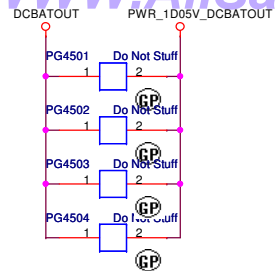 DCBATOUT PWR_1D05V_DCBATOUT
PG4501 Do Not Stuff
1 2
GP
PG4502 Do Not Stuff
1 2
GP
PG4503 Do Not Stuff
1 2
GP
PG4504 Do Not Stuff
1 2
GP